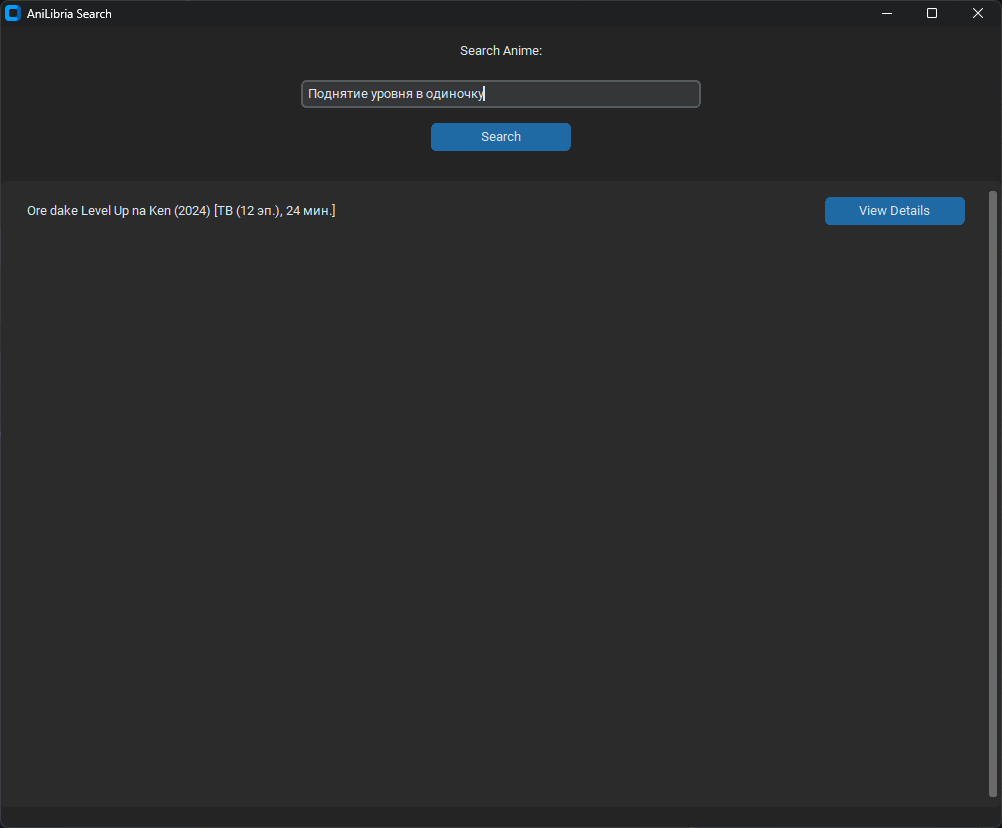 AniLibria Search
Search Anime:
Поднятие уровня в одиночку
Search
Ore dake Level Up na Ken (2024) [ТВ (12 эп.), 24 мин.]
View Details